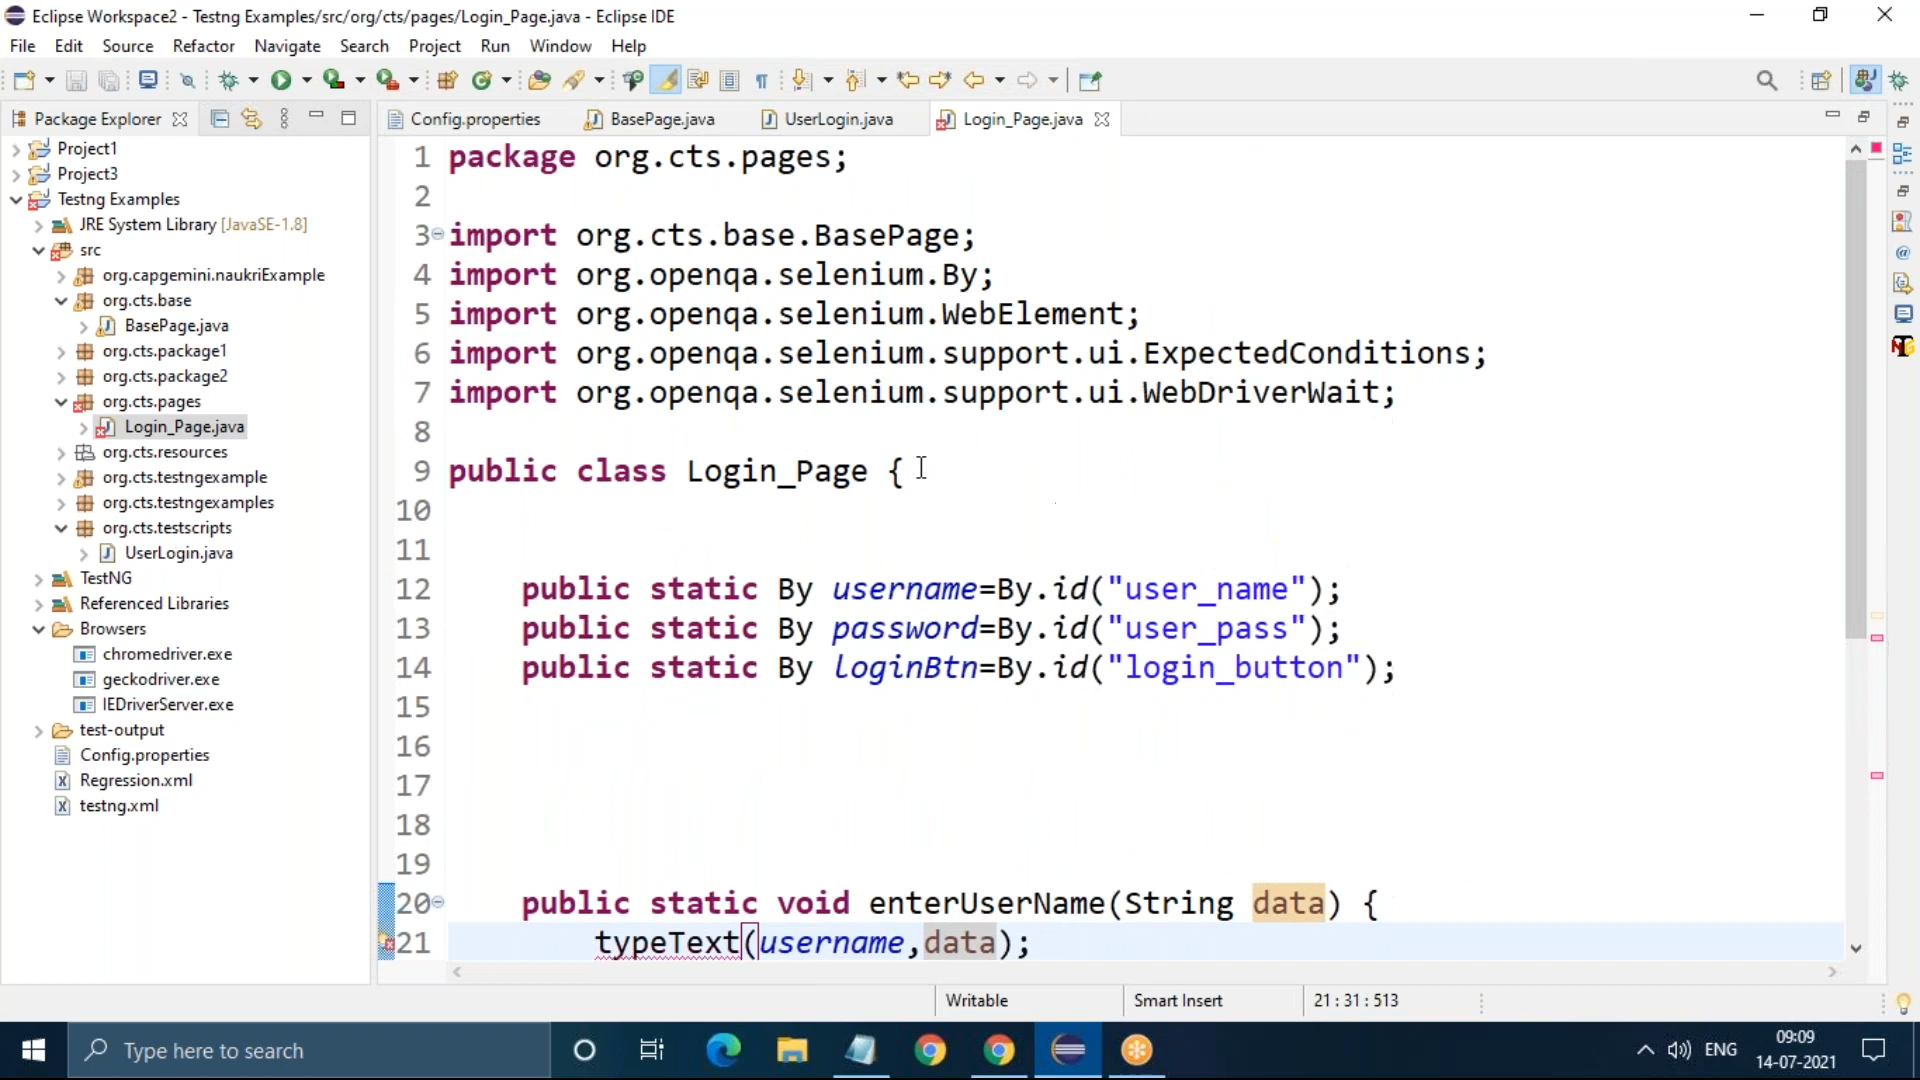 Eclipse Workspace2 - Testng Examples/src/org/cts/pages/Login_Page.java - Eclipse IDE
File Edit Source Refactor Navigate Search Project Run Window Help
Package Explorer
Config.properties BasePage.java UserLogin.java Login_Page.java
Project1
Project3
Testng Examples
JRE System Library [JavaSE-1.8]
src
org.capgemini.naukriExample
org.cts.base
BasePage.java
org.cts.package1
org.cts.package2
org.cts.pages
Login_Page.java
org.cts.resources
org.cts.testngexample
org.cts.testngexamples
org.cts.testscripts
UserLogin.java
TestNG
Referenced Libraries
Browsers
chromedriver.exe
geckodriver.exe
IEDriverServer.exe
test-output
Config.properties
Regression.xml
testng.xml
1 package org.cts.pages;
2
3 import org.cts.base.BasePage;
4 import org.openqa.selenium.By;
5 import org.openqa.selenium.WebElement;
6 import org.openqa.selenium.support.ui.ExpectedConditions;
7 import org.openqa.selenium.support.ui.WebDriverWait;
8
9 public class Login_Page {
10
11
12 public static By username=By.id("user_name");
13 public static By password=By.id("user_pass");
14 public static By loginBtn=By.id("login_button");
15
16
17
18
19
20 public static void enterUserName(String data) {
21 typeText(username,data);
Writable Smart Insert 21 : 31 : 513
Type here to search
ENG
09:09
14-07-2021